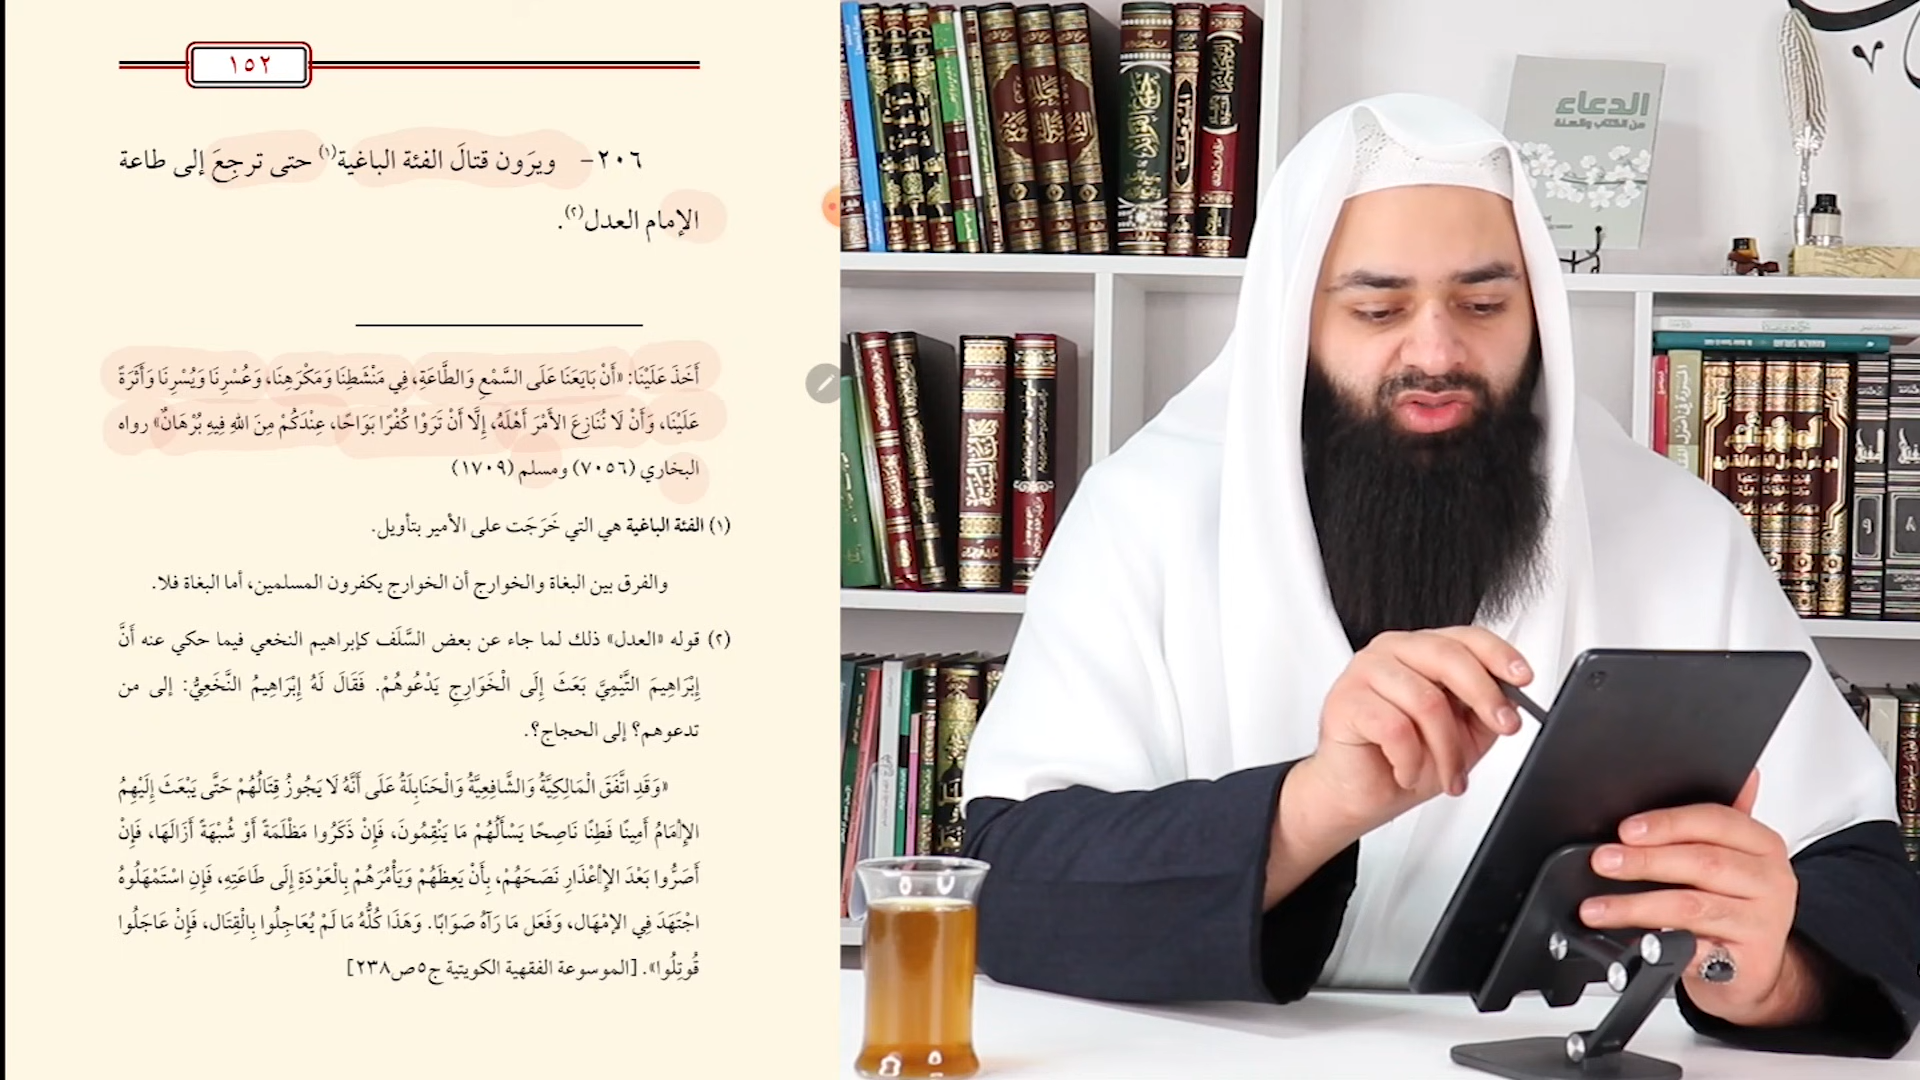 ١٥٢
٢٠٦- ويرَون قتالَ الفئة الباغية(١) حتى ترجِعَ إلى طاعة
الإمام العدل(٢).
أَخَذَ عَلَيْنَا: «أَنْ بَايَعَنَا عَلَى السَّمْعِ وَالطَّاعَةِ، فِي مَنْشَطِنَا وَمَكْرَهِنَا، وَعُسْرِنَا وَيُسْرِنَا وَأَثَرَةً
عَلَيْنَا، وَأَنْ لَا نُنَازِعَ الأَمْرَ أَهْلَهُ، إِلَّا أَنْ تَرَوْا كُفْرًا بَوَاحًا، عِنْدَكُمْ مِنَ اللهِ فِيهِ بُرْهَانٌ» رواه
البخاري (٧٠٥٦) ومسلم (١٧٠٩)
(١) الفئة الباغية هي التي خَرَجَت على الأمير بتأويل.
والفرق بين البغاة والخوارج أن الخوارج يكفرون المسلمين، أما البغاة فلا.
(٢) قوله «العدل» ذلك لما جاء عن بعض السَّلَف كإبراهيم النخعي فيما حكي عنه أَنَّ
إِبْرَاهِيمَ التَّيْمِيَّ بَعَثَ إِلَى الْخَوَارِجِ يَدْعُوهُمْ. فَقَالَ لَهُ إِبْرَاهِيمُ النَّخَعِيُّ: إلى من
تدعوهم؟ إلى الحجاج؟.
«وَقَدِ اتَّفَقَ الْمَالِكِيَّةُ وَالشَّافِعِيَّةُ وَالْحَنَابِلَةُ عَلَى أَنَّهُ لَا يَجُوزُ قِتَالُهُمْ حَتَّى يَبْعَثَ إِلَيْهِمُ
الإِمَامُ أَمِينًا فَطِنًا نَاصِحًا يَسْأَلُهُمْ مَا يَنْقِمُونَ، فَإِنْ ذَكَرُوا مَظْلَمَةً أَوْ شُبْهَةً أَزَالَهَا، فَإِنْ
أَصَرُّوا بَعْدَ الإِعْذَارِ نَصَحَهُمْ، بِأَنْ يَعِظَهُمْ وَيَأْمُرَهُمْ بِالْعَوْدَةِ إِلَى طَاعَتِهِ، فَإِنِ اسْتَمْهَلُوهُ
اجْتَهَدَ فِي الإِمْهَال، وَفَعَل مَا رَآهُ صَوَابًا. وَهَذَا كُلُّهُ مَا لَمْ يُعَاجِلُوا بِالْقِتَال، فَإِنْ عَاجَلُوا
قُوتِلُوا». [الموسوعة الفقهية الكويتية ج٥ص٢٣٨]
الدعاء
من الكتاب والسنة